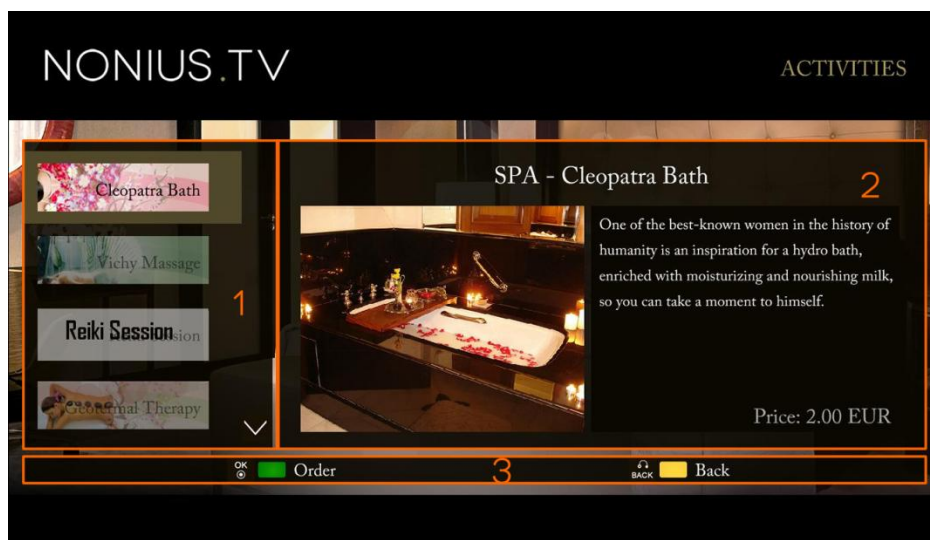 NONIUS.TV
ACTIVITIES
Cleopatra Bath
Vichy Massage
Reiki Session
Geotermal Therapy
1
SPA - Cleopatra Bath
2
One of the best-known women in the history of
humanity is an inspiration for a hydro bath,
enriched with moisturizing and nourishing milk,
so you can take a moment to himself.
Price: 2.00 EUR
OK Order
3
BACK Back